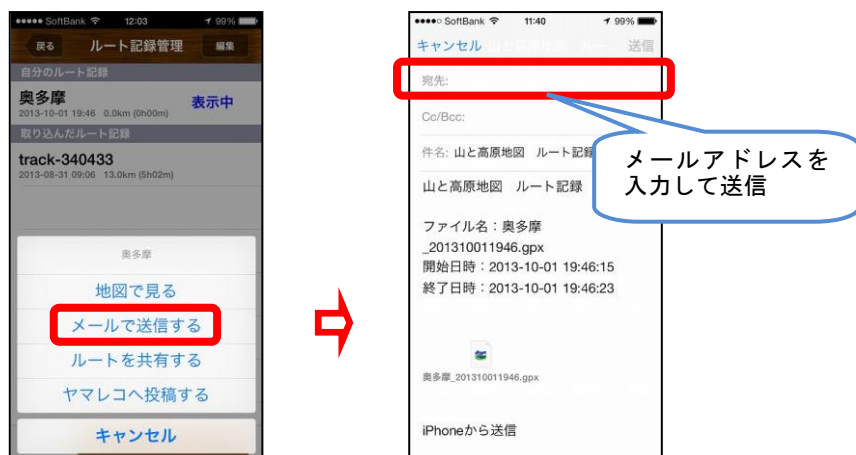 SoftBank 12:03 99%
戻る ルート記録管理 編集
自分のルート記録
奥多摩 表示中
2013-10-01 19:46 0.0km (0h00m)
取り込んだルート記録
track-340433
2013-08-31 09:06 13.0km (5h02m)
奥多摩
地図で見る
メールで送信する
ルートを共有する
ヤマレコへ投稿する
キャンセル
SoftBank 11:40 99%
キャンセル 山と高原地図 ルー... 送信
宛先:
Cc/Bcc:
件名: 山と高原地図 ルート記録
山と高原地図 ルート記録
ファイル名：奥多摩
_201310011946.gpx
開始日時：2013-10-01 19:46:15
終了日時：2013-10-01 19:46:23
奥多摩_201310011946.gpx
iPhoneから送信
メールアドレスを
入力して送信